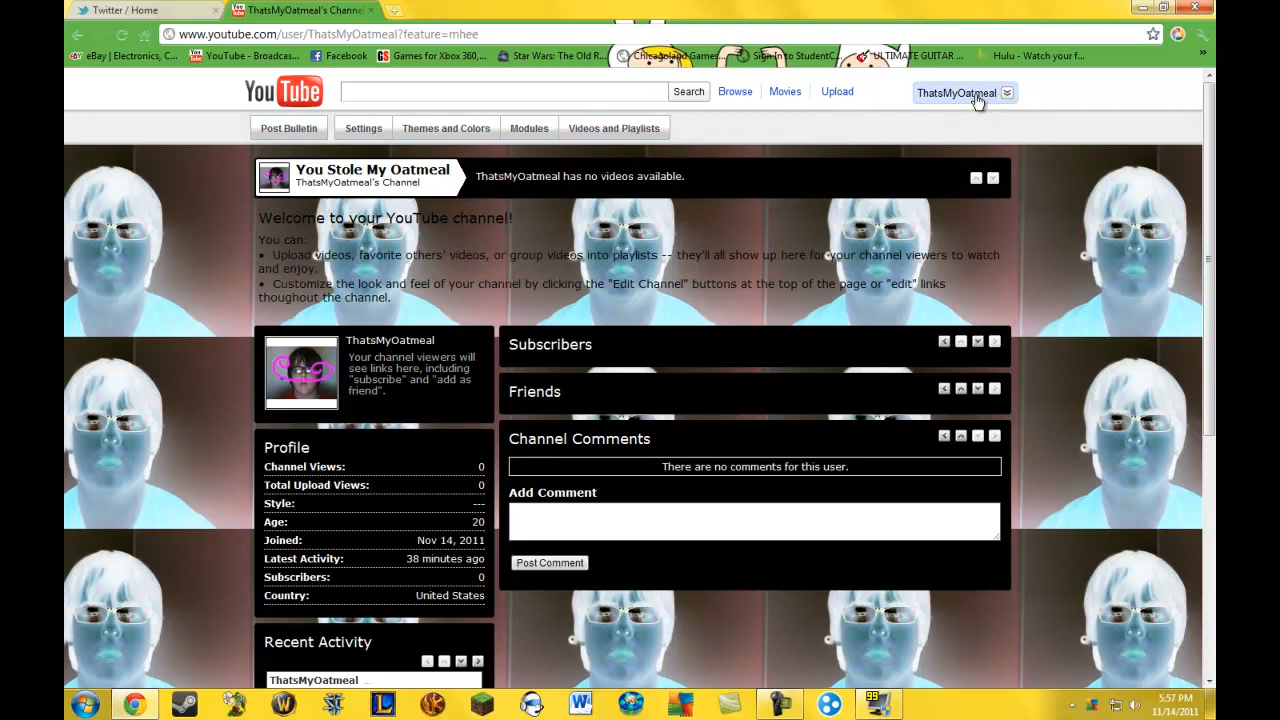 Twitter / Home
ThatsMyOatmeal's Channel
www.youtube.com/user/ThatsMyOatmeal?feature=mhee
eBay | Electronics, C...
YouTube - Broadcas...
Facebook
Games for Xbox 360,...
Star Wars: The Old R...
Chicagoland Games...
Sign In to StudentC...
ULTIMATE GUITAR ...
Hulu - Watch your f...
YouTube
Search
Browse
Movies
Upload
ThatsMyOatmeal
Post Bulletin
Settings
Themes and Colors
Modules
Videos and Playlists
You Stole My Oatmeal
ThatsMyOatmeal's Channel
ThatsMyOatmeal has no videos available.
Welcome to your YouTube channel!
You can:
• Upload videos, favorite others' videos, or group videos into playlists -- they'll all show up here for your channel viewers to watch
and enjoy.
• Customize the look and feel of your channel by clicking the "Edit Channel" buttons at the top of the page or "edit" links
thoughout the channel.
ThatsMyOatmeal
Your channel viewers will
see links here, including
"subscribe" and "add as
friend".
Subscribers
Friends
Channel Comments
There are no comments for this user.
Add Comment
Post Comment
Profile
Channel Views: 0
Total Upload Views: 0
Style: ---
Age: 20
Joined: Nov 14, 2011
Latest Activity: 38 minutes ago
Subscribers: 0
Country: United States
Recent Activity
ThatsMyOatmeal ...
99
5:57 PM
11/14/2011